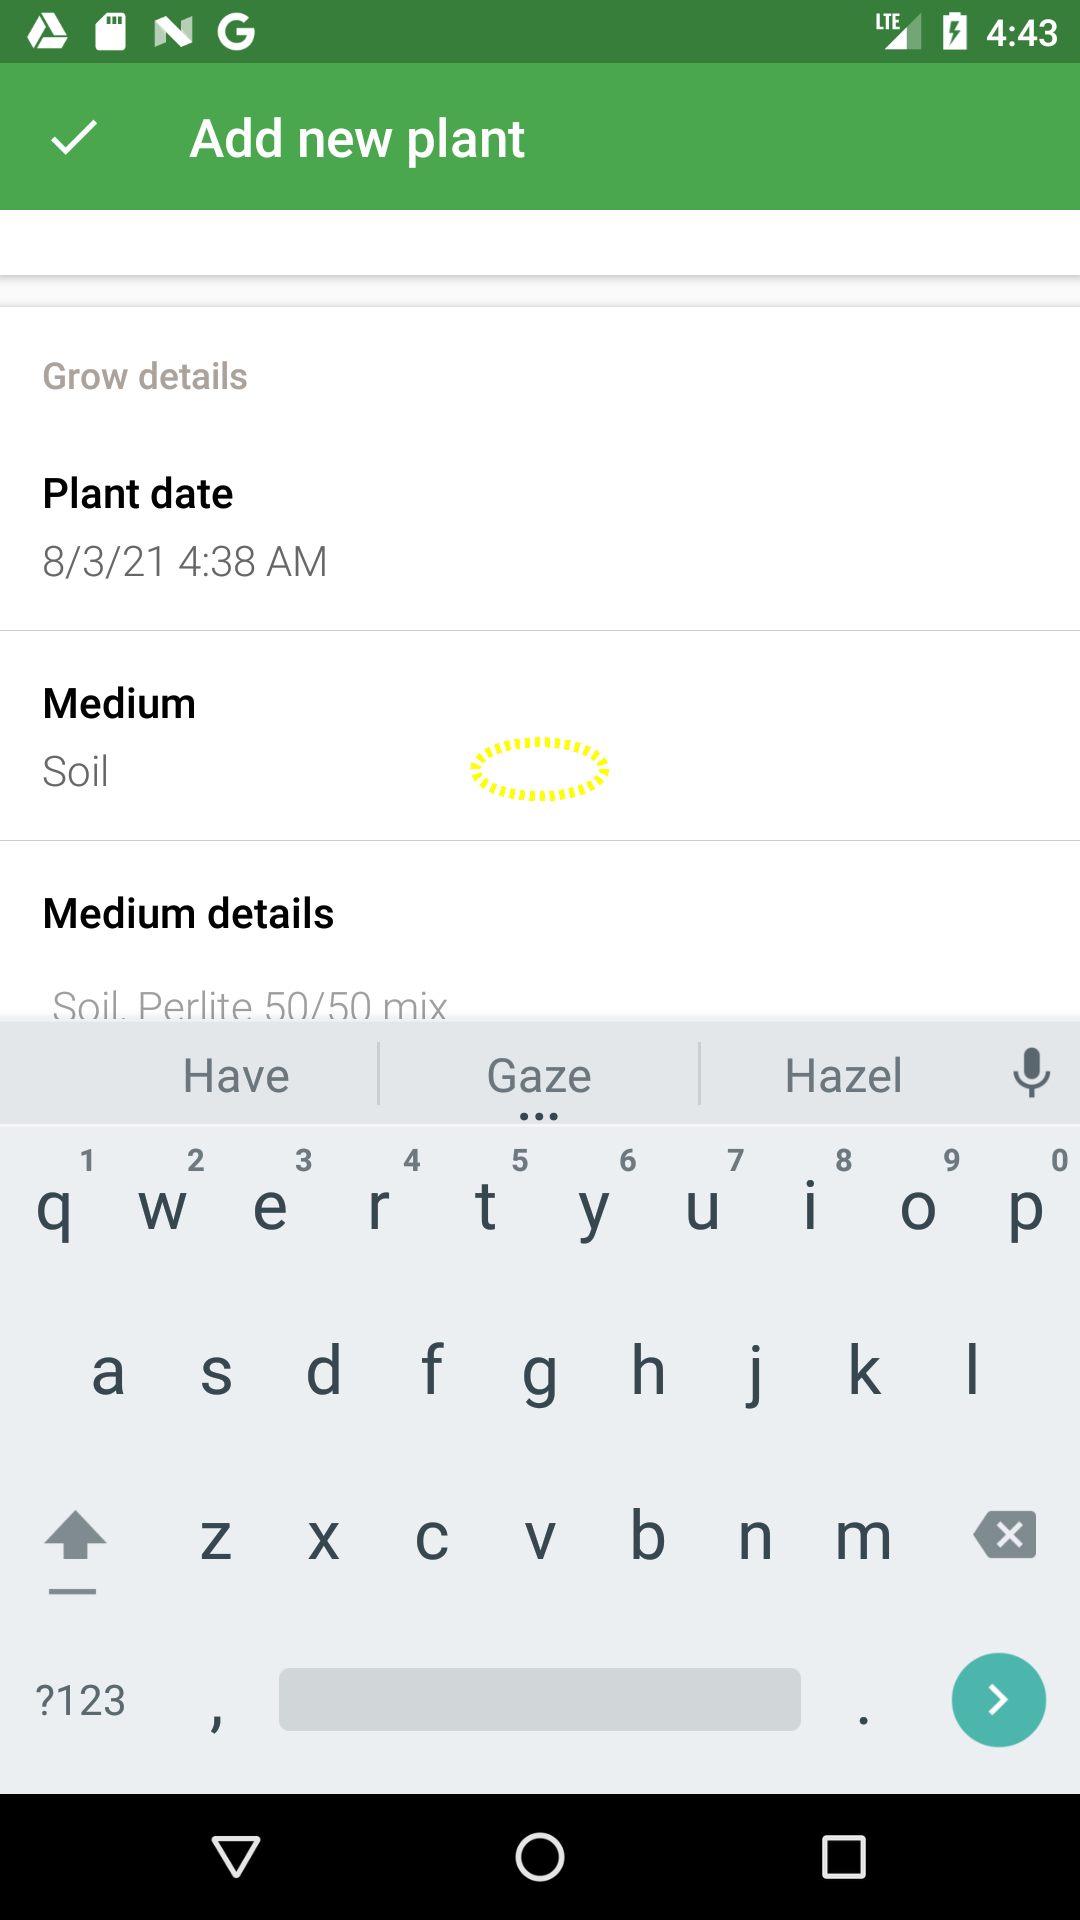 LTE 4:43
Add new plant
Grow details
Plant date
8/3/21 4:38 AM
Medium
Soil
Medium details
Soil, Perlite 50/50 mix
Have Gaze Hazel
1 2 3 4 5 6 7 8 9 0
q w e r t y u i o p
a s d f g h j k l
z x c v b n m
?123 , .